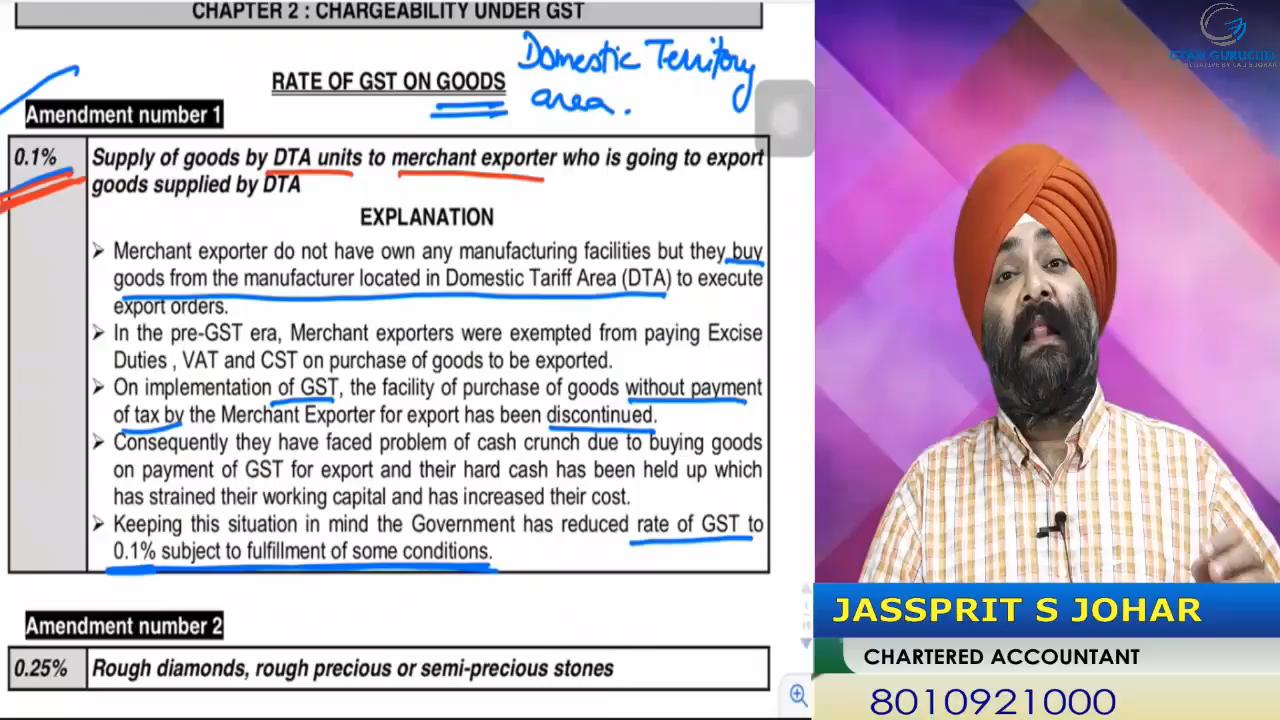 CHAPTER 2 : CHARGEABILITY UNDER GST
Domestic Territory
area.
RATE OF GST ON GOODS
Amendment number 1
0.1%
Supply of goods by DTA units to merchant exporter who is going to export
goods supplied by DTA
EXPLANATION
➢ Merchant exporter do not have own any manufacturing facilities but they buy
goods from the manufacturer located in Domestic Tariff Area (DTA) to execute
export orders.
➢ In the pre-GST era, Merchant exporters were exempted from paying Excise
Duties , VAT and CST on purchase of goods to be exported.
➢ On implementation of GST, the facility of purchase of goods without payment
of tax by the Merchant Exporter for export has been discontinued.
➢ Consequently they have faced problem of cash crunch due to buying goods
on payment of GST for export and their hard cash has been held up which
has strained their working capital and has increased their cost.
➢ Keeping this situation in mind the Government has reduced rate of GST to
0.1% subject to fulfillment of some conditions.
Amendment number 2
0.25%
Rough diamonds, rough precious or semi-precious stones
JASSPRIT S JOHAR
CHARTERED ACCOUNTANT
8010921000